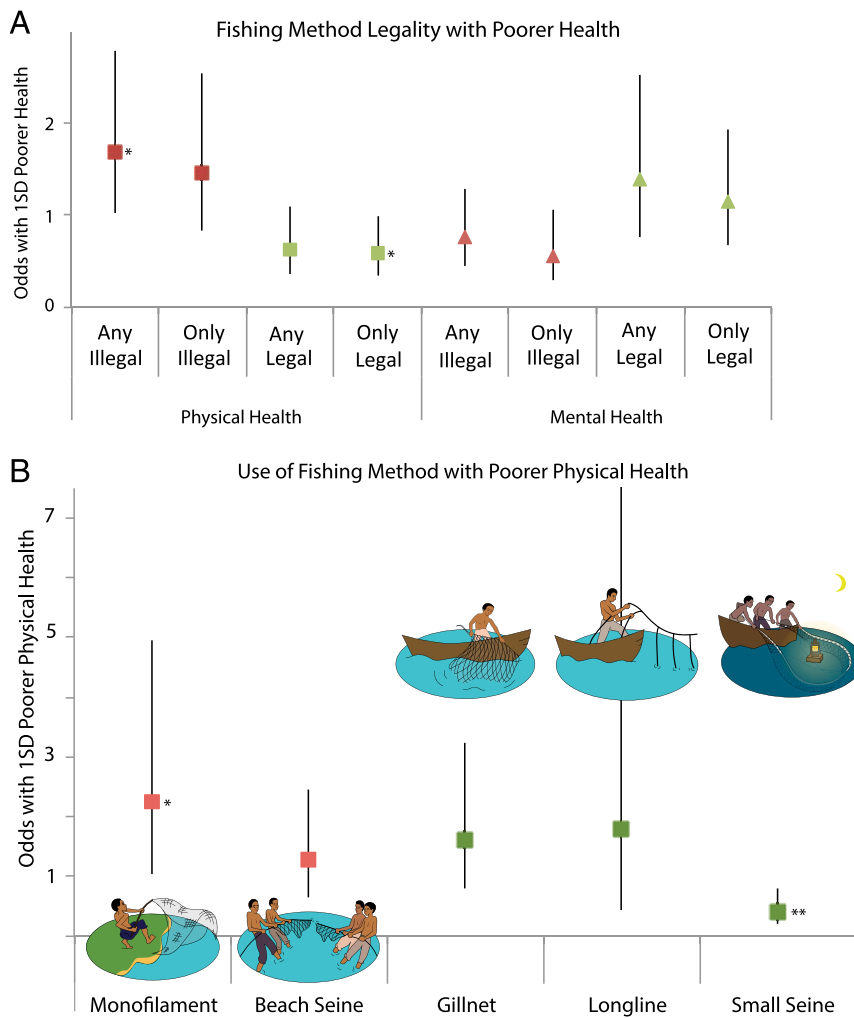 A
Fishing Method Legality with Poorer Health
Odds with 1SD Poorer Health
2
1
0
*
*
Any Illegal
Only Illegal
Any Legal
Only Legal
Any Illegal
Only Illegal
Any Legal
Only Legal
Physical Health
Mental Health
B
Use of Fishing Method with Poorer Physical Health
Odds with 1SD Poorer Physical Health
7
5
3
1
*
**
Monofilament
Beach Seine
Gillnet
Longline
Small Seine